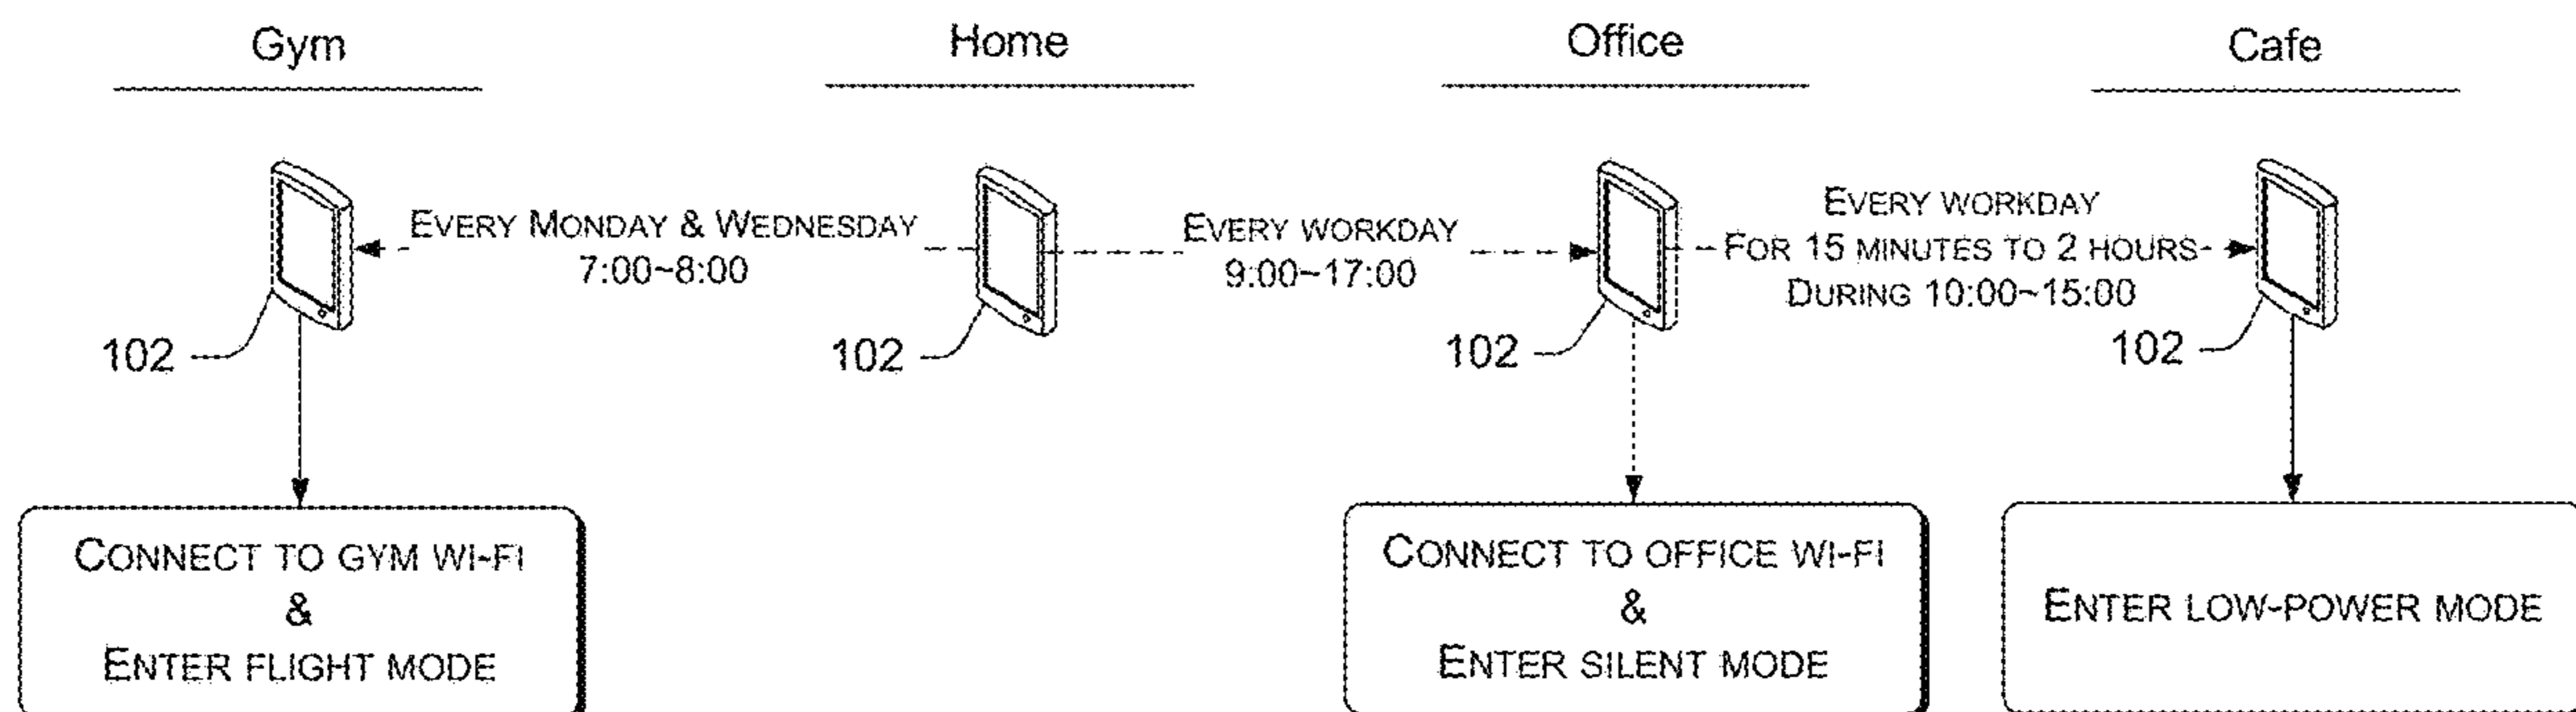 Gym
Home
Office
Cafe
EVERY MONDAY & WEDNESDAY
7:00~8:00
EVERY WORKDAY
9:00~17:00
EVERY WORKDAY
FOR 15 MINUTES TO 2 HOURS
DURING 10:00~15:00
102
102
102
102
CONNECT TO GYM WI-FI
&
ENTER FLIGHT MODE
CONNECT TO OFFICE WI-FI
&
ENTER SILENT MODE
ENTER LOW-POWER MODE